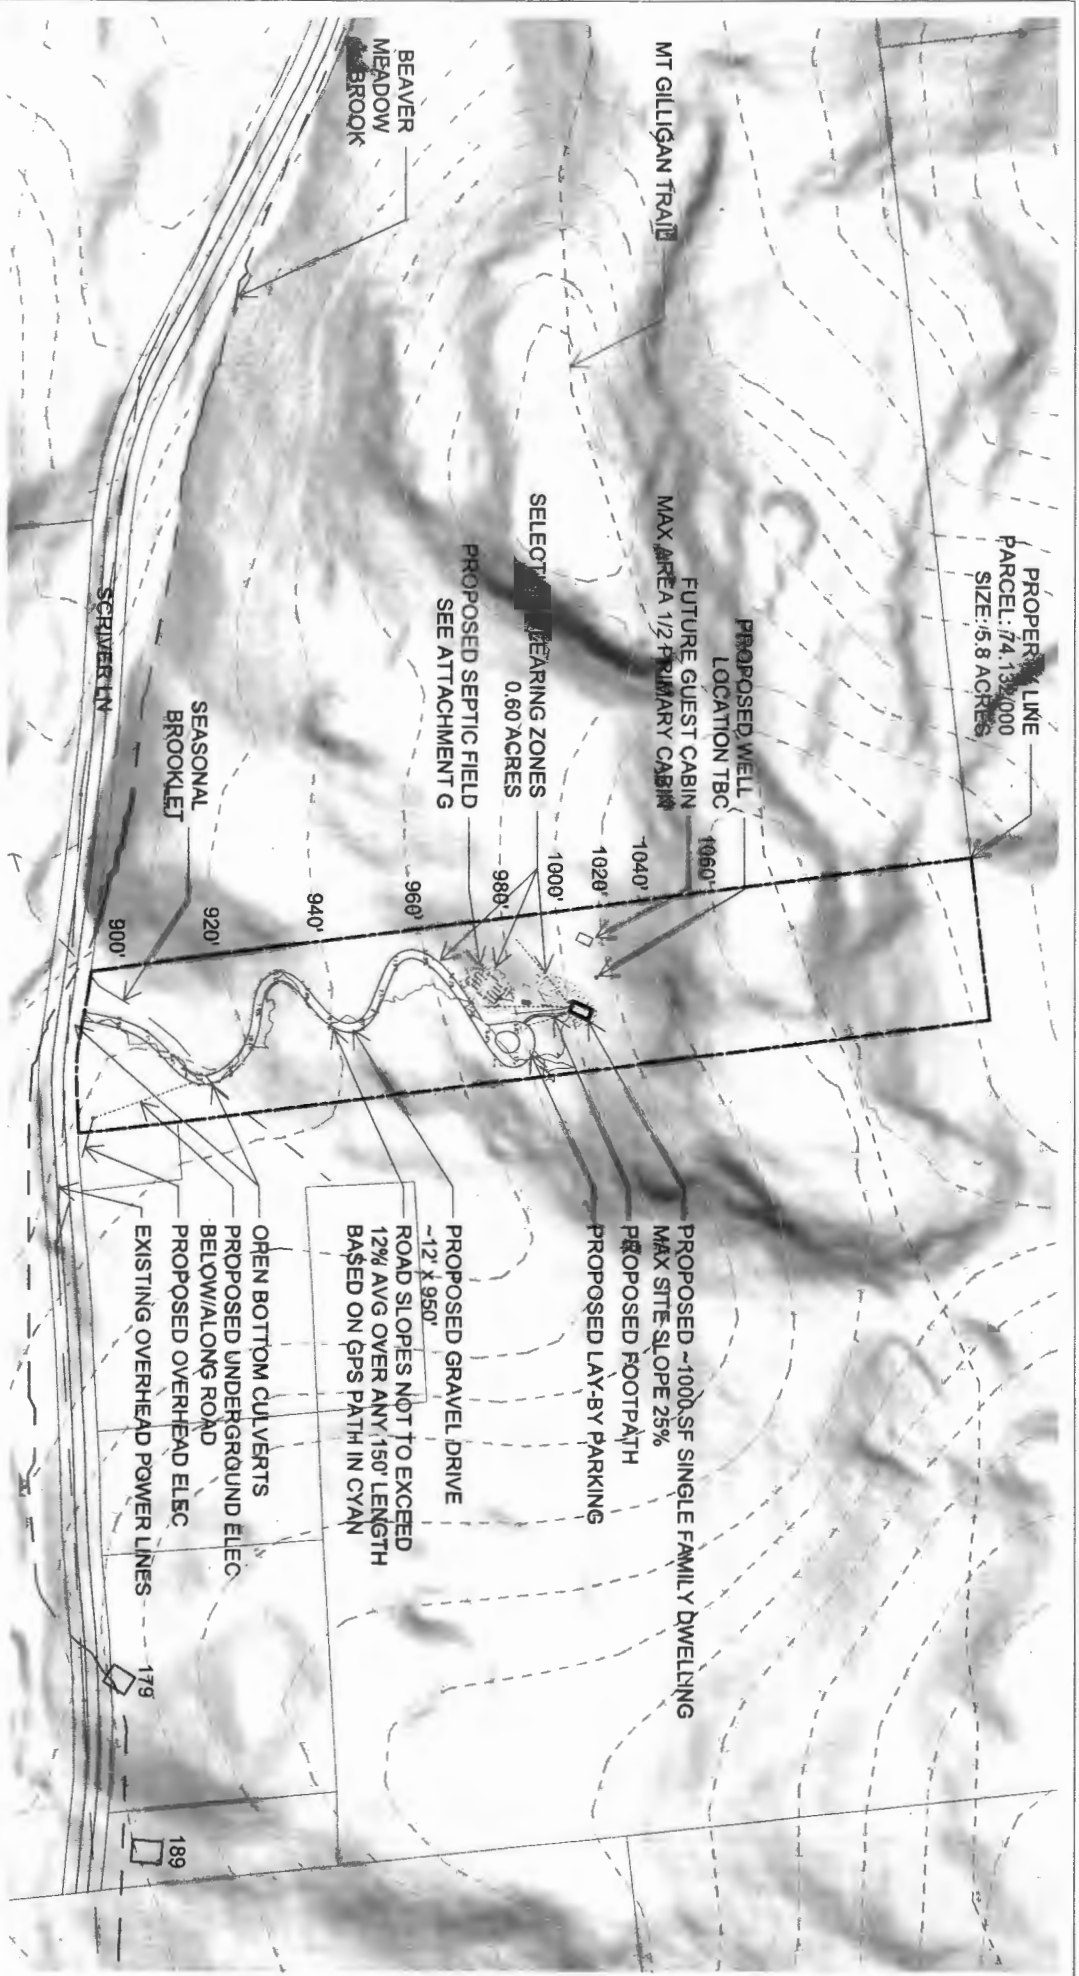 PROPERTY LINE
PARCEL: 74.132/000
SIZE: 5.8 ACRES
MT GILLIGAN TRAIL
BEAVER
MEADOW
BROOK
PROPOSED WELL
LOCATION TBC
FUTURE GUEST CABIN
MAX AREA 1/2 PRIMARY CABIN
SELECT CLEARING ZONES
0.60 ACRES
PROPOSED SEPTIC FIELD
SEE ATTACHMENT G
SEASONAL
BROOKLET
SCRIVER LN
1060'
1040'
1020'
1000'
980'
960'
940'
920'
900'
PROPOSED ~1000 SF SINGLE FAMILY DWELLING
MAX SITE SLOPE 25%
PROPOSED FOOTPATH
PROPOSED LAY-BY PARKING
PROPOSED GRAVEL DRIVE
~12' x 950'
ROAD SLOPES NOT TO EXCEED
12% AVG OVER ANY 150' LENGTH
BASED ON GPS PATH IN CYAN
OPEN BOTTOM CULVERTS
PROPOSED UNDERGROUND ELEC
BELOW/ALONG ROAD
PROPOSED OVERHEAD ELEC
EXISTING OVERHEAD POWER LINES
179
189